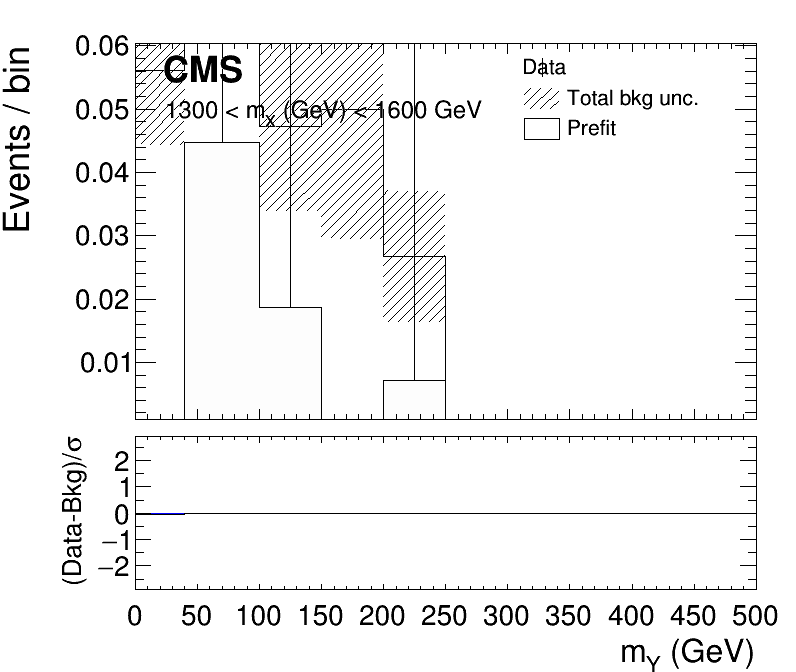 Events / bin
0.06
0.05
0.04
0.03
0.02
0.01
CMS
1300 < mX (GeV) < 1600 GeV
Data
Total bkg unc.
Prefit
(Data-Bkg)/σ
2
1
0
−1
−2
0 50 100 150 200 250 300 350 400 450 500
mY (GeV)